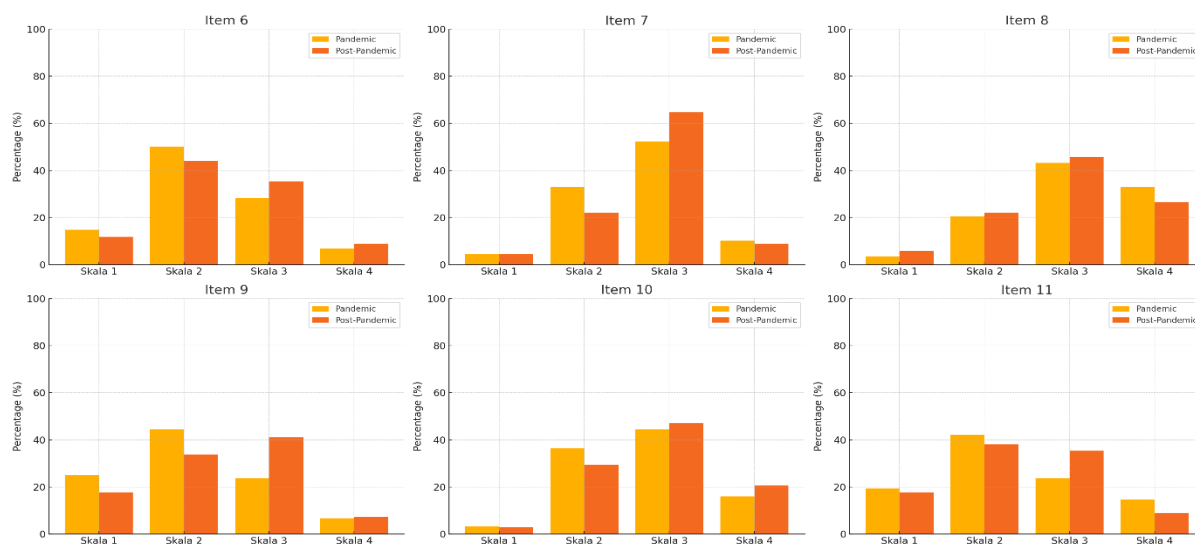 Item 6
100
80
60
40
20
0
Percentage (%)
Pandemic
Post-Pandemic
Skala 1 Skala 2 Skala 3 Skala 4
Item 7
100
80
60
40
20
0
Percentage (%)
Pandemic
Post-Pandemic
Skala 1 Skala 2 Skala 3 Skala 4
Item 8
100
80
60
40
20
0
Percentage (%)
Pandemic
Post-Pandemic
Skala 1 Skala 2 Skala 3 Skala 4
Item 9
100
80
60
40
20
0
Percentage (%)
Pandemic
Post-Pandemic
Skala 1 Skala 2 Skala 3 Skala 4
Item 10
100
80
60
40
20
0
Percentage (%)
Pandemic
Post-Pandemic
Skala 1 Skala 2 Skala 3 Skala 4
Item 11
100
80
60
40
20
0
Percentage (%)
Pandemic
Post-Pandemic
Skala 1 Skala 2 Skala 3 Skala 4